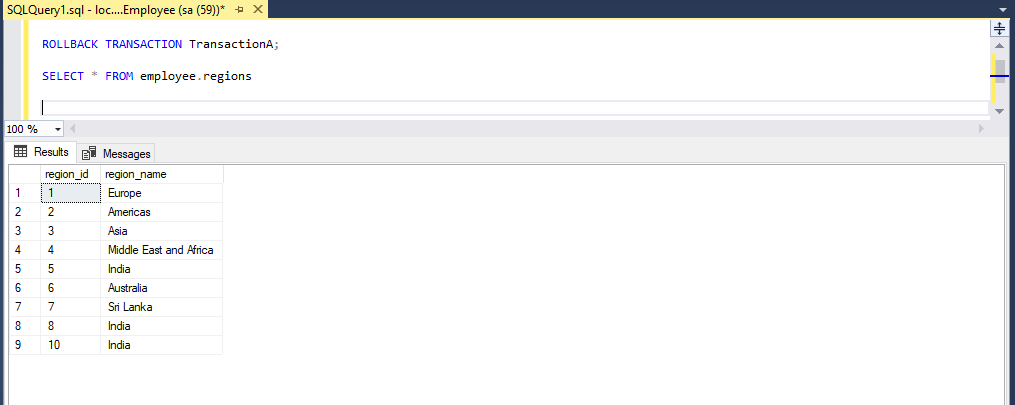 SQLQuery1.sql - loc....Employee (sa (59))*
ROLLBACK TRANSACTION TransactionA;
SELECT * FROM employee.regions
100 %
Results Messages
region_id region_name
1 1 Europe
2 2 Americas
3 3 Asia
4 4 Middle East and Africa
5 5 India
6 6 Australia
7 7 Sri Lanka
8 8 India
9 10 India